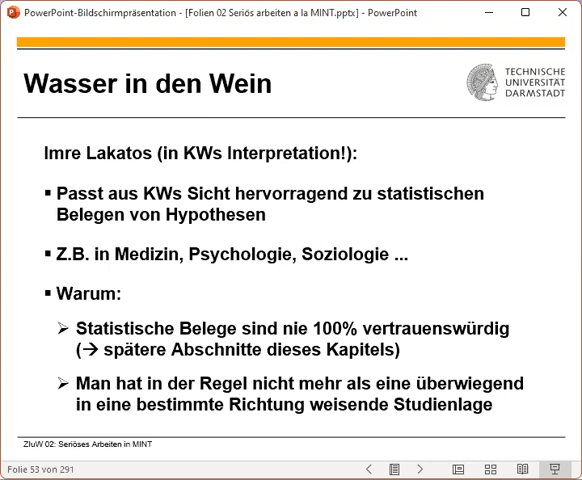 PowerPoint-Bildschirmpräsentation - [Folien 02 Seriös arbeiten a la MINT.pptx] - PowerPoint
Wasser in den Wein
TECHNISCHE
UNIVERSITÄT
DARMSTADT
Imre Lakatos (in KWs Interpretation!):
▪ Passt aus KWs Sicht hervorragend zu statistischen
Belegen von Hypothesen
▪ Z.B. in Medizin, Psychologie, Soziologie ...
▪ Warum:
➢ Statistische Belege sind nie 100% vertrauenswürdig
(→ spätere Abschnitte dieses Kapitels)
➢ Man hat in der Regel nicht mehr als eine überwiegend
in eine bestimmte Richtung weisende Studienlage
ZIuW 02: Seriöses Arbeiten in MINT
Folie 53 von 291